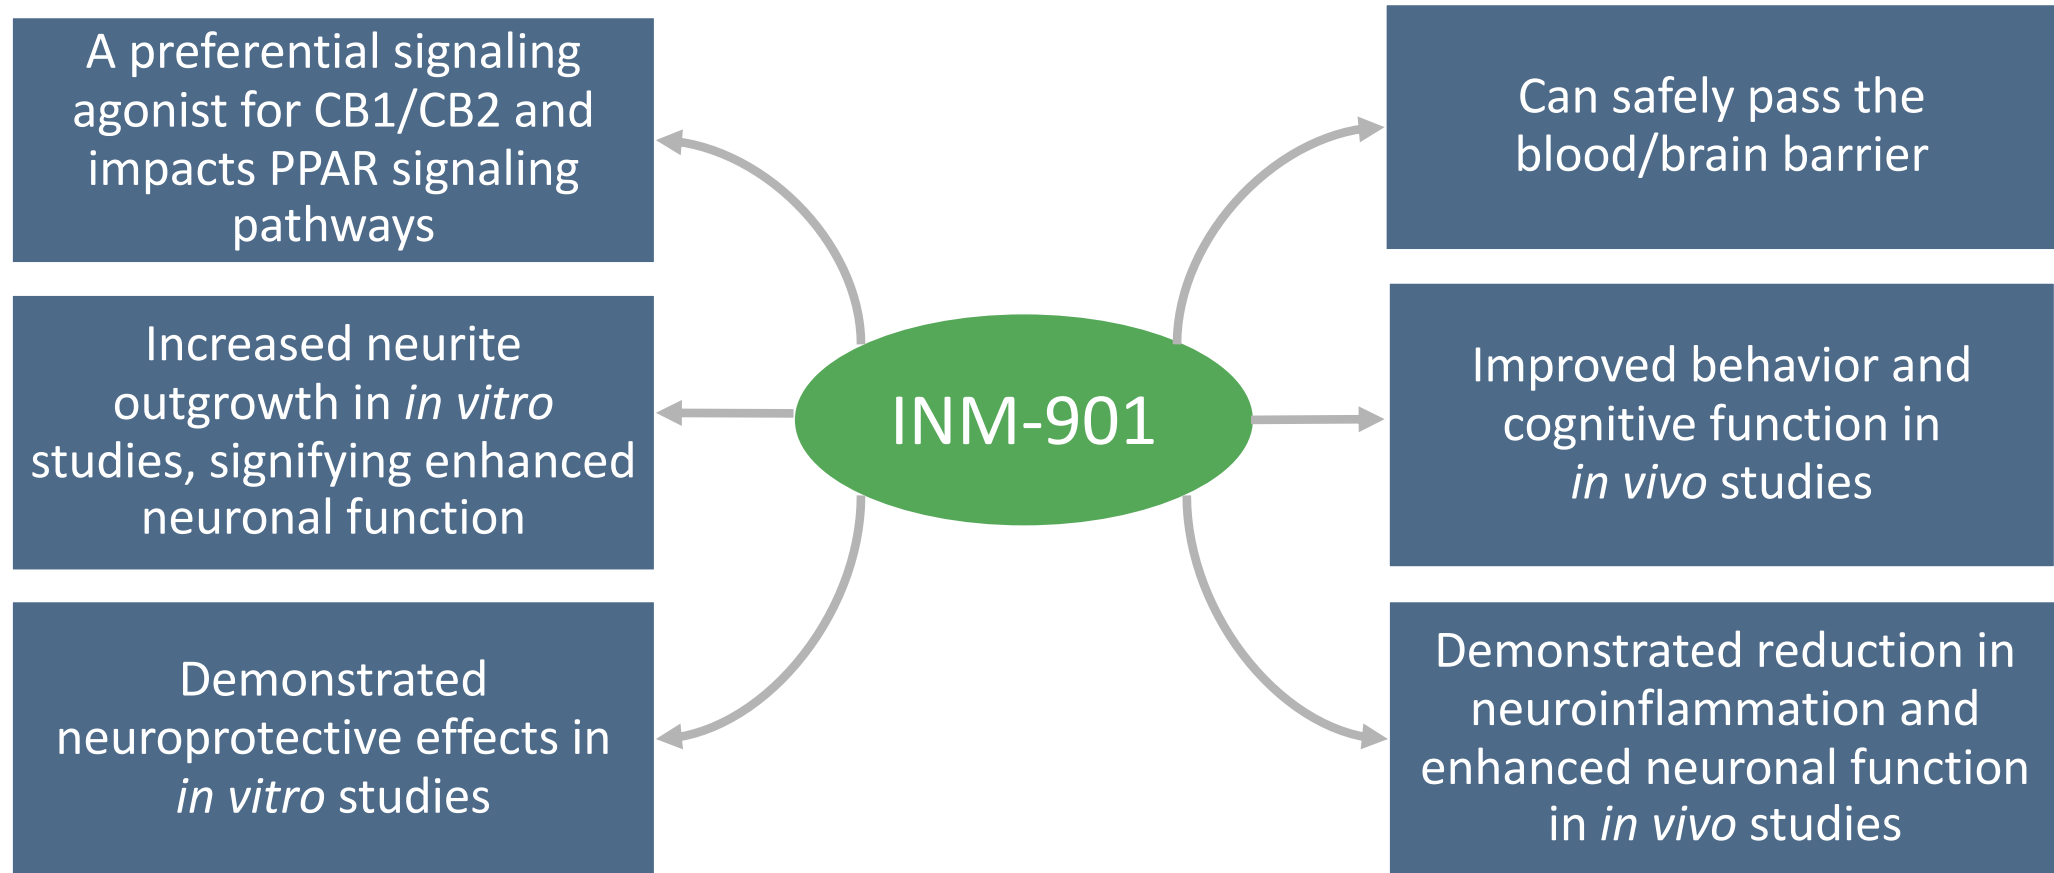 A preferential signaling
agonist for CB1/CB2 and
impacts PPAR signaling
pathways
Increased neurite
outgrowth in in vitro
studies, signifying enhanced
neuronal function
Demonstrated
neuroprotective effects in
in vitro studies
INM-901
Can safely pass the
blood/brain barrier
Improved behavior and
cognitive function in
in vivo studies
Demonstrated reduction in
neuroinflammation and
enhanced neuronal function
in in vivo studies